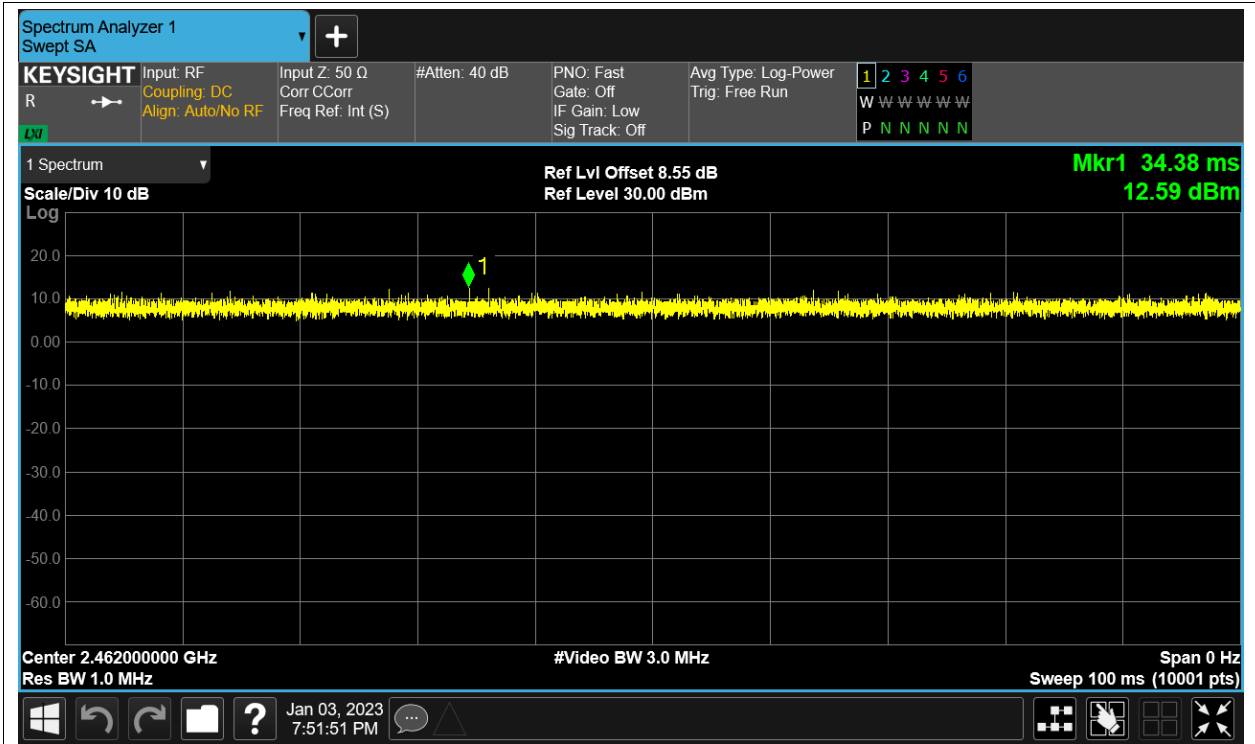 Spectrum Analyzer 1
Swept SA
KEYSIGHT
R
LXI
Input: RF
Coupling: DC
Align: Auto/No RF
Input Z: 50 Ω
Corr CCorr
Freq Ref: Int (S)
#Atten: 40 dB
PNO: Fast
Gate: Off
IF Gain: Low
Sig Track: Off
Avg Type: Log-Power
Trig: Free Run
1 2 3 4 5 6
W W W W W W
P N N N N N
1 Spectrum
Scale/Div 10 dB
Ref Lvl Offset 8.55 dB
Ref Level 30.00 dBm
Mkr1 34.38 ms
12.59 dBm
Log
1
20.0
10.0
0.00
-10.0
-20.0
-30.0
-40.0
-50.0
-60.0
Center 2.462000000 GHz
#Video BW 3.0 MHz
Span 0 Hz
Res BW 1.0 MHz
Sweep 100 ms (10001 pts)
?
Jan 03, 2023
7:51:51 PM